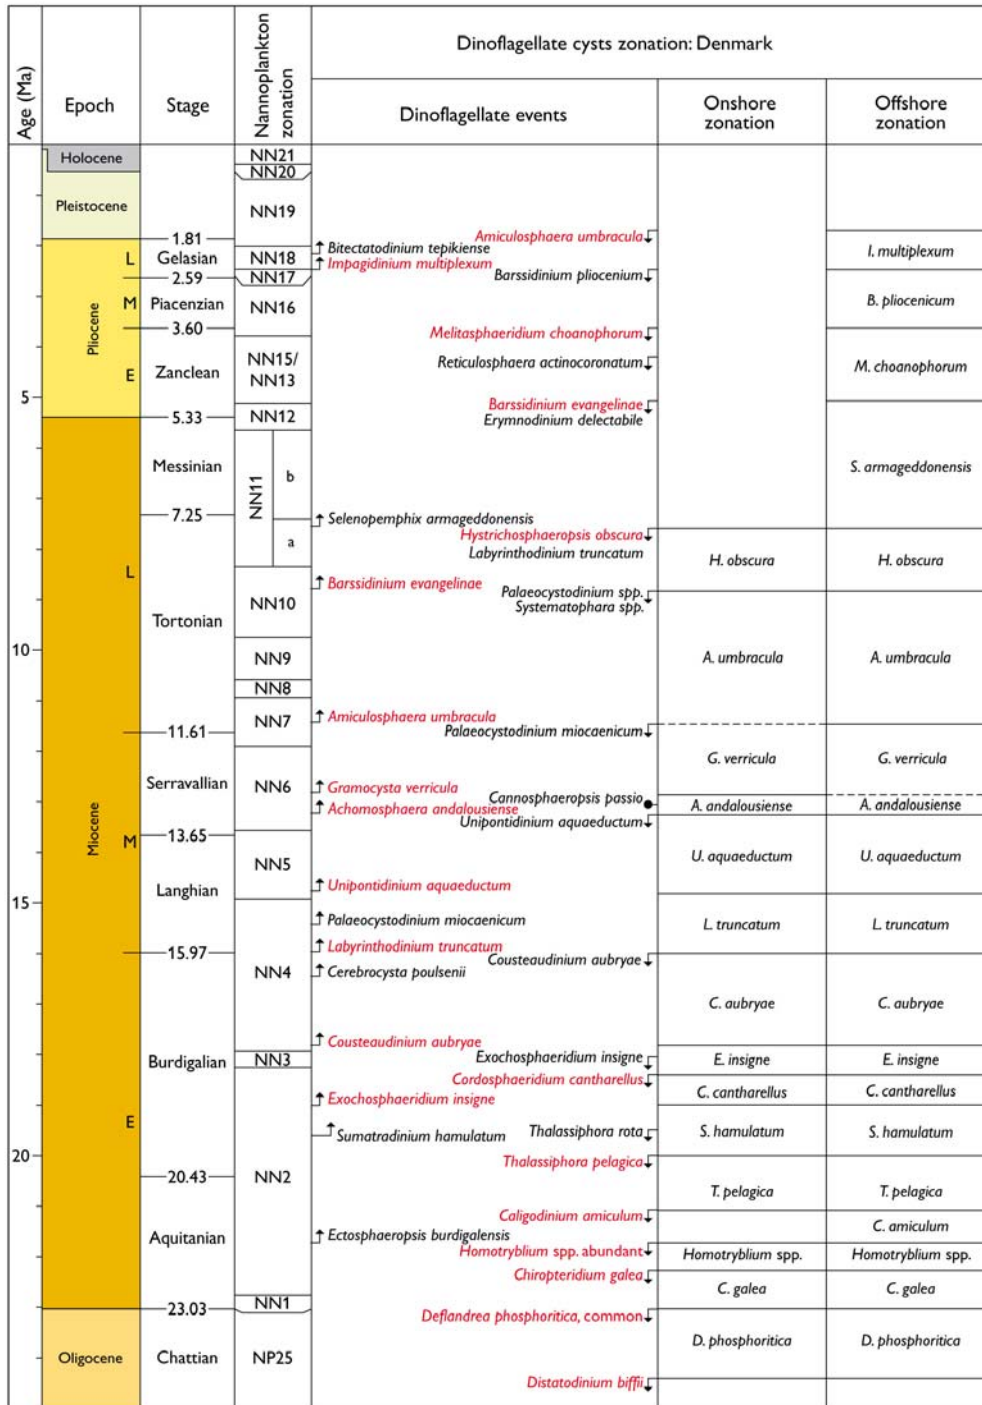 Dinoflagellate cysts zonation: Denmark
Age (Ma)
Epoch
Stage
Nannoplankton
zonation
Dinoflagellate events
Onshore
zonation
Offshore
zonation
Holocene
Pleistocene
Pliocene
L
M
E
Miocene
L
M
E
Oligocene
5
10
15
20
1.81
Gelasian
2.59
Piacenzian
3.60
Zanclean
5.33
Messinian
7.25
Tortonian
11.61
Serravallian
13.65
Langhian
15.97
Burdigalian
20.43
Aquitanian
23.03
Chattian
NN21
NN20
NN19
NN18
NN17
NN16
NN15/
NN13
NN12
NN11
b
a
NN10
NN9
NN8
NN7
NN6
NN5
NN4
NN3
NN2
NN1
NP25
Amiculosphaera umbracula
Bitectatodinium tepikiense
Impagidinium multiplexum
Barssidinium pliocenium
Melitasphaeridium choanophorum
Reticulosphaera actinocoronatum
Barssidinium evangelinae
Erymnodinium delectabile
Selenopemphix armageddonensis
Hystrichosphaeropsis obscura
Labyrinthodinium truncatum
Barssidinium evangelinae
Palaeocystodinium spp.
Systematophara spp.
Amiculosphaera umbracula
Palaeocystodinium miocaenicum
Gramocysta verricula
Cannosphaeropsis passio
Achomosphaera andalousiense
Unipontidinium aquaeductum
Unipontidinium aquaeductum
Palaeocystodinium miocaenicum
Labyrinthodinium truncatum
Cousteaudinium aubryae
Cerebrocysta poulsenii
Cousteaudinium aubryae
Exochosphaeridium insigne
Cordosphaeridium cantharellus
Exochosphaeridium insigne
Sumatradinium hamulatum
Thalassiphora rota
Thalassiphora pelagica
Caligodinium amiculum
Ectosphaeropsis burdigalensis
Homotryblium spp. abundant
Chiropteridium galea
Deflandrea phosphoritica, common
Distatodinium biffii
H. obscura
A. umbracula
G. verricula
A. andalousiense
U. aquaeductum
L. truncatum
C. aubryae
E. insigne
C. cantharellus
S. hamulatum
T. pelagica
Homotryblium spp.
C. galea
D. phosphoritica
I. multiplexum
B. pliocenicum
M. choanophorum
S. armageddonensis
H. obscura
A. umbracula
G. verricula
A. andalousiense
U. aquaeductum
L. truncatum
C. aubryae
E. insigne
C. cantharellus
S. hamulatum
T. pelagica
C. amiculum
Homotryblium spp.
C. galea
D. phosphoritica